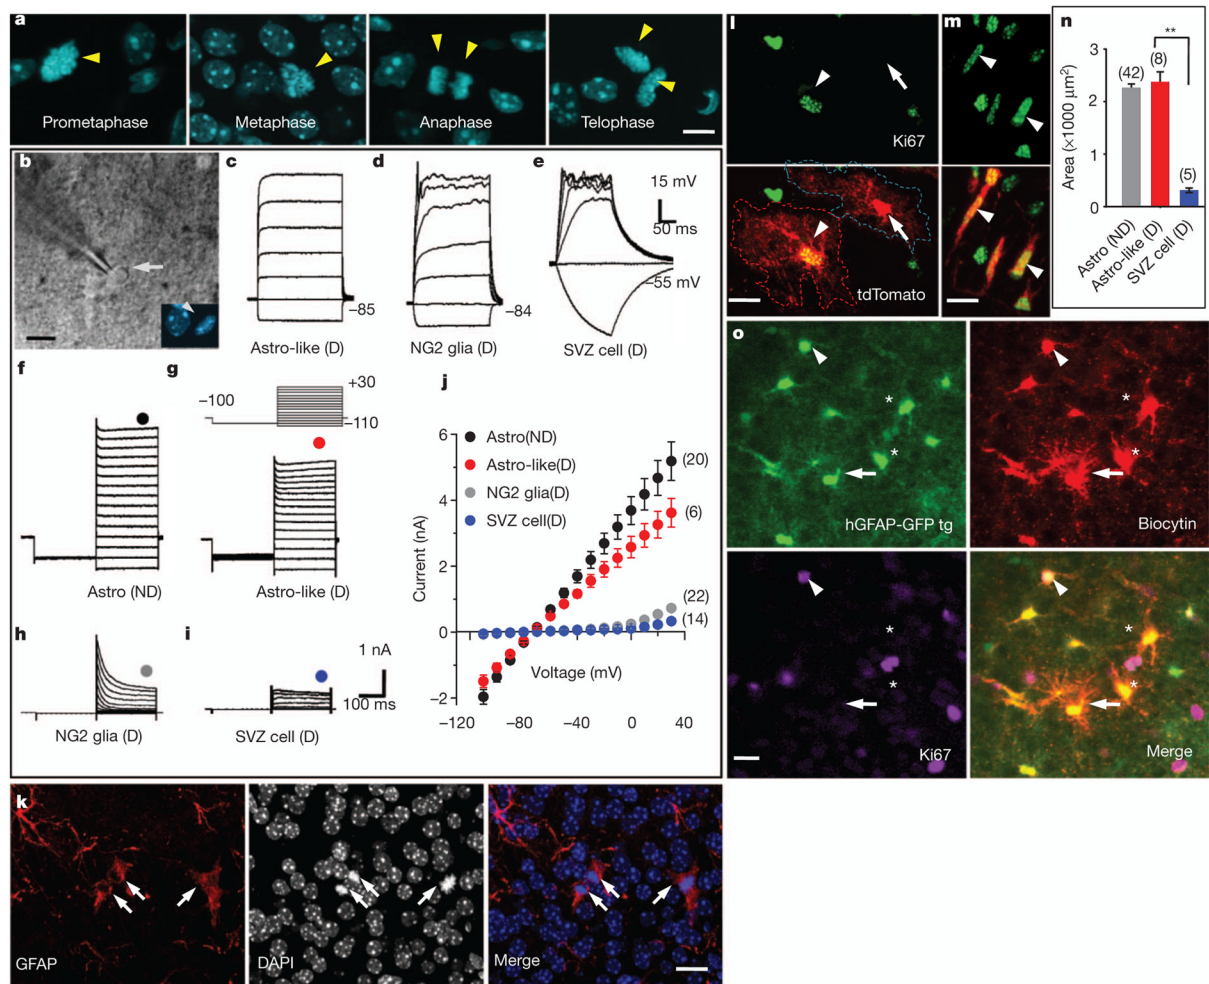 a
Prometaphase
Metaphase
Anaphase
Telophase
b
c
−85
Astro-like (D)
d
−84
NG2 glia (D)
e
15 mV
50 ms
−55 mV
SVZ cell (D)
f
Astro (ND)
g
−100
+30
−110
Astro-like (D)
h
NG2 glia (D)
i
1 nA
100 ms
SVZ cell (D)
j
Astro(ND)
Astro-like(D)
NG2 glia(D)
SVZ cell(D)
(20)
(6)
(22)
(14)
Current (nA)
6
4
2
0
−2
Voltage (mV)
−120
−80
−40
0
40
k
GFAP
DAPI
Merge
l
Ki67
tdTomato
m
n
**
(42)
(8)
(5)
Area (×1000 μm²)
3
2
1
0
Astro (ND)
Astro-like (D)
SVZ cell (D)
o
*
*
hGFAP-GFP tg
*
*
Biocytin
*
*
Ki67
*
*
Merge